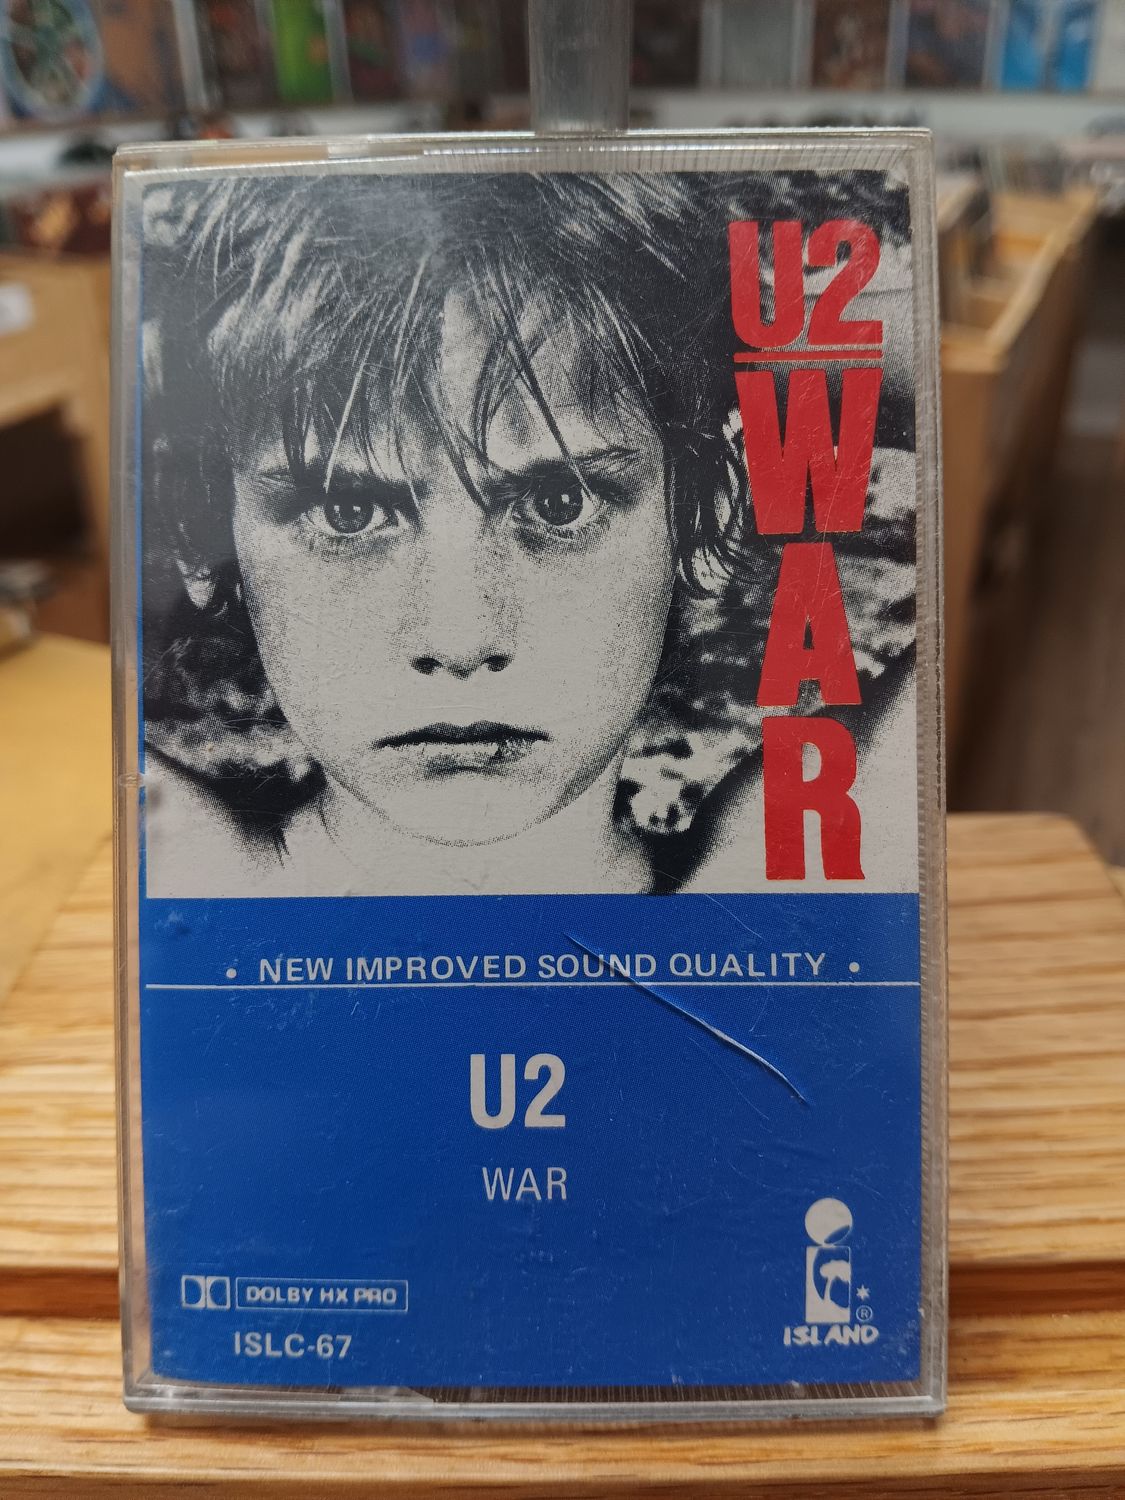 U2
WAR
• NEW IMPROVED SOUND QUALITY •
U2
WAR
DOLBY HX PRO
ISLC-67
®
ISLAND